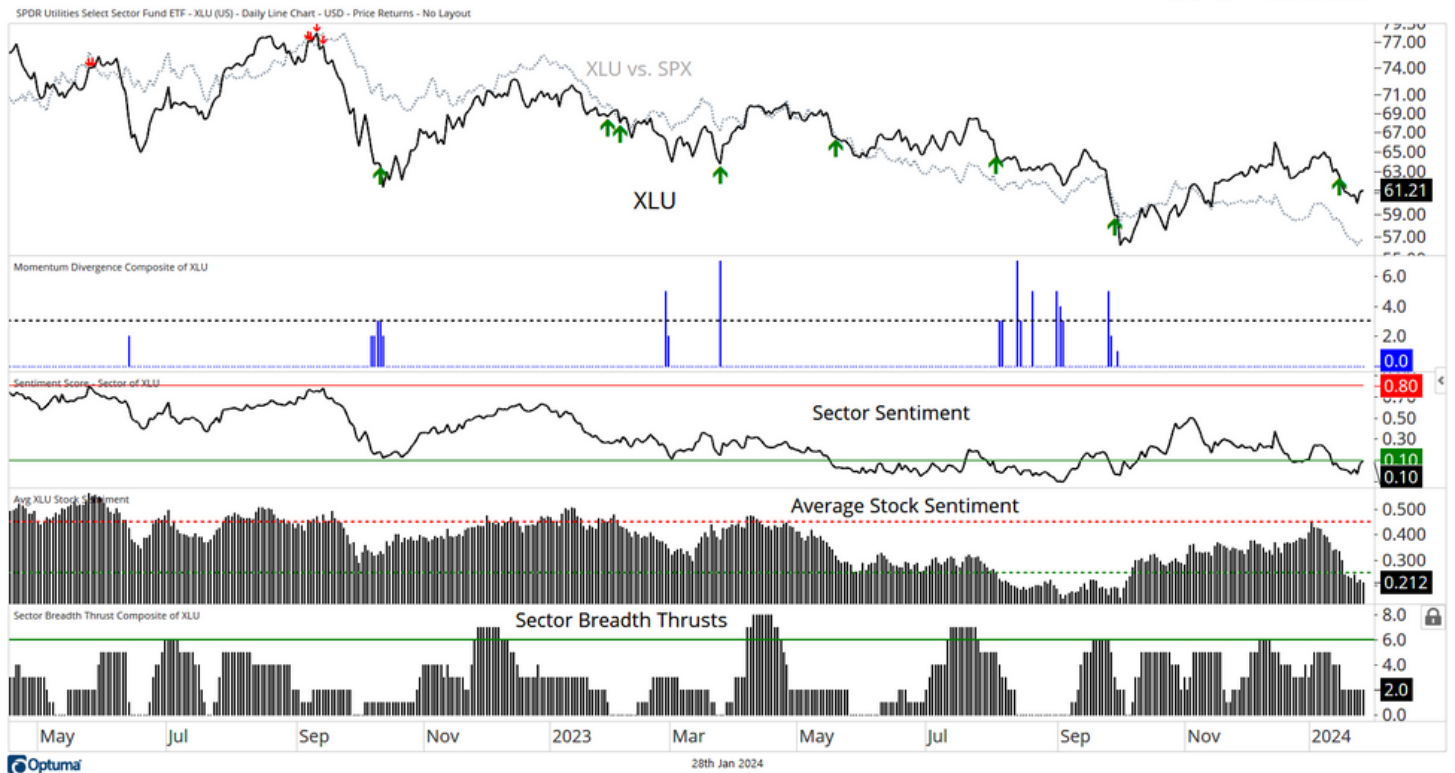 SPDR Utilities Select Sector Fund ETF - XLU (US) - Daily Line Chart - USD - Price Returns - No Layout
79.50
77.00
XLU vs. SPX
74.00
71.00
69.00
67.00
65.00
63.00
XLU
61.21
59.00
57.00
Momentum Divergence Composite of XLU
6.0
4.0
2.0
0.0
Sentiment Score - Sector of XLU
0.80
0.70
Sector Sentiment
0.50
0.30
0.10
0.10
Avg XLU Stock Sentiment
Average Stock Sentiment
0.500
0.400
0.300
0.212
Sector Breadth Thrust Composite of XLU
Sector Breadth Thrusts
8.0
6.0
4.0
2.0
0.0
May Jul Sep Nov 2023 Mar May Jul Sep Nov 2024
Optuma
28th Jan 2024